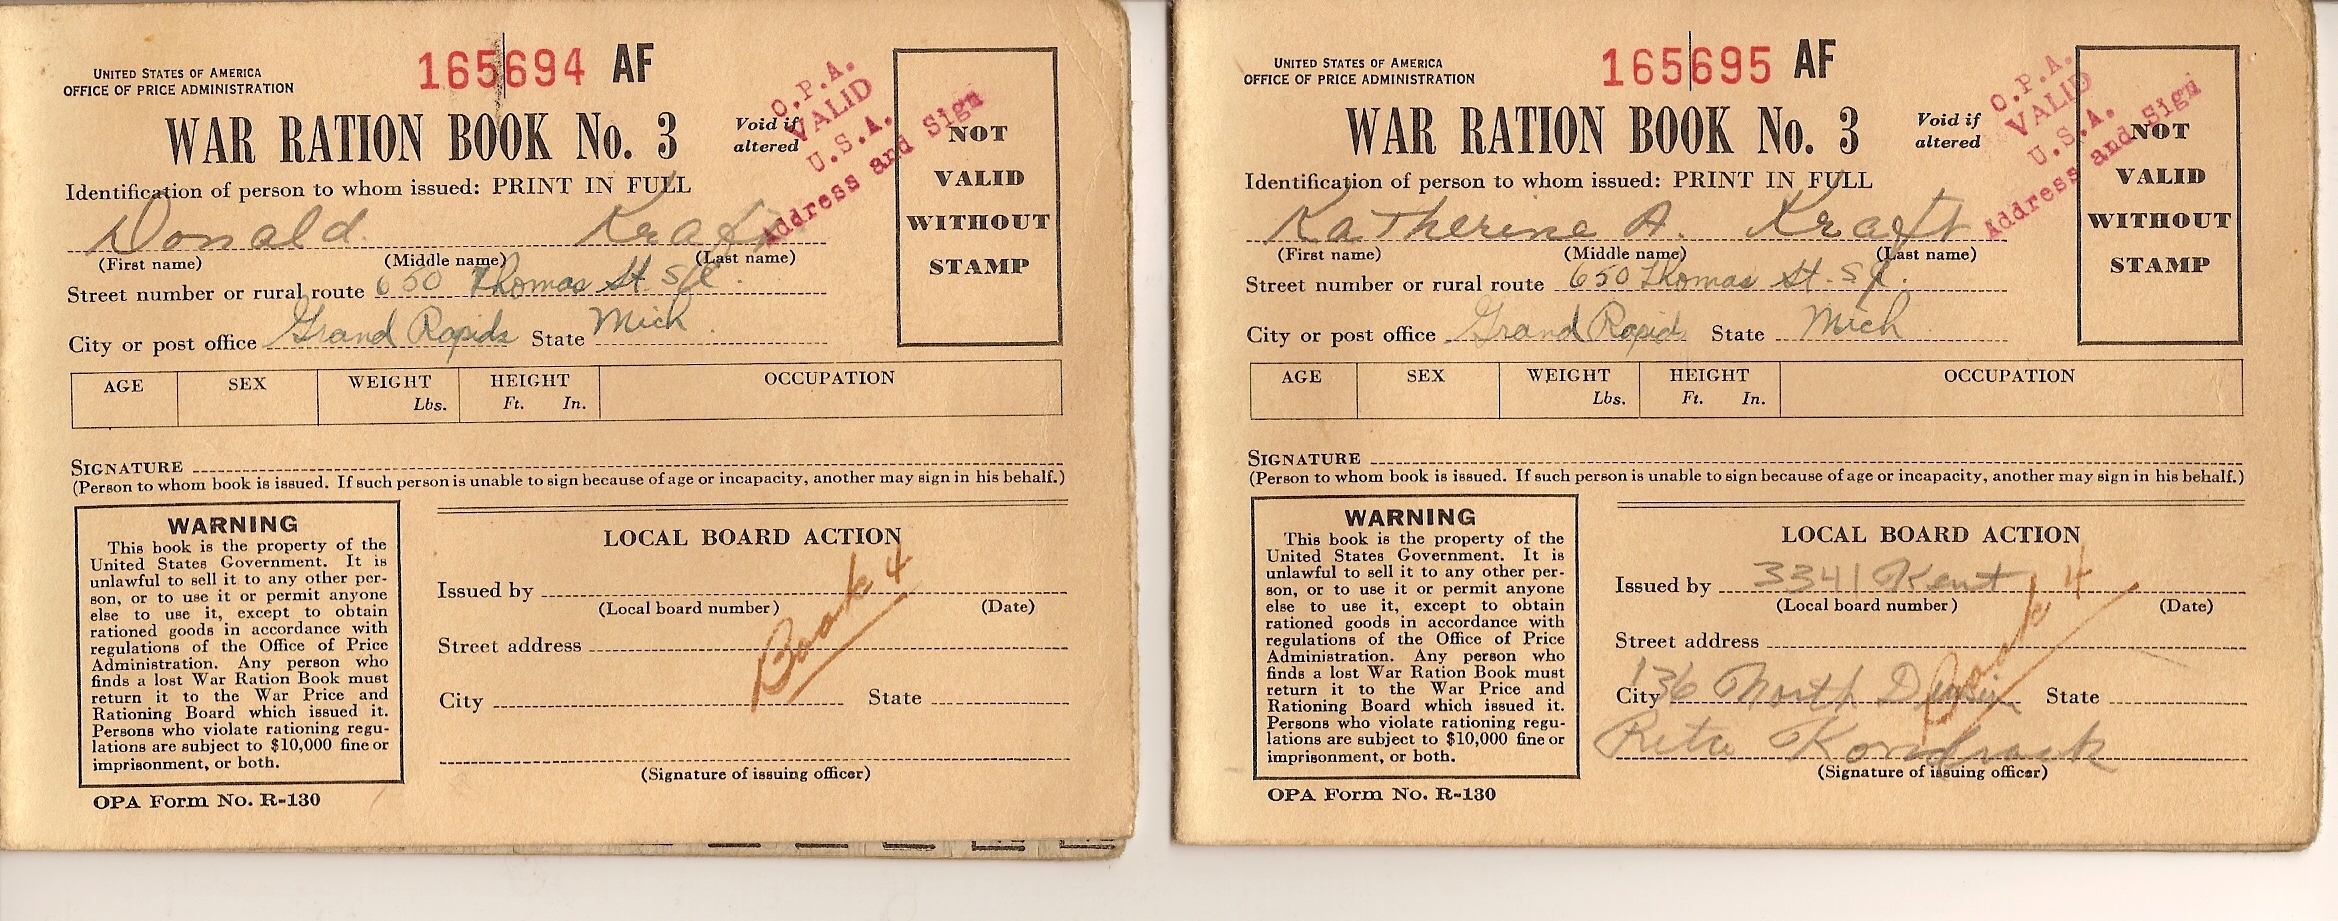 UNITED STATES OF AMERICA
OFFICE OF PRICE ADMINISTRATION
165694 AF
WAR RATION BOOK No. 3
Void if
altered
O.P.A.
VALID
U.S.A.
Address and Sign
NOT
VALID
WITHOUT
STAMP
Identification of person to whom issued: PRINT IN FULL
Donald Kraft
(First name) (Middle name) (Last name)
Street number or rural route 650 Thomas St. SE.
City or post office Grand Rapids State Mich.
AGE SEX WEIGHT HEIGHT OCCUPATION
Lbs. Ft. In.
SIGNATURE
(Person to whom book is issued. If such person is unable to sign because of age or incapacity, another may sign in his behalf.)
WARNING
This book is the property of the
United States Government. It is
unlawful to sell it to any other per-
son, or to use it or permit anyone
else to use it, except to obtain
rationed goods in accordance with
regulations of the Office of Price
Administration. Any person who
finds a lost War Ration Book must
return it to the War Price and
Rationing Board which issued it.
Persons who violate rationing regu-
lations are subject to $10,000 fine or
imprisonment, or both.
OPA Form No. R-130
LOCAL BOARD ACTION
Issued by
(Local board number) (Date)
Street address
City State
(Signature of issuing officer)
Book 4
UNITED STATES OF AMERICA
OFFICE OF PRICE ADMINISTRATION
165695 AF
WAR RATION BOOK No. 3
Void if
altered
O.P.A.
VALID
U.S.A.
Address and Sign
NOT
VALID
WITHOUT
STAMP
Identification of person to whom issued: PRINT IN FULL
Katherine A. Kraft
(First name) (Middle name) (Last name)
Street number or rural route 650 Thomas St. SE.
City or post office Grand Rapids State Mich
AGE SEX WEIGHT HEIGHT OCCUPATION
Lbs. Ft. In.
SIGNATURE
(Person to whom book is issued. If such person is unable to sign because of age or incapacity, another may sign in his behalf.)
WARNING
This book is the property of the
United States Government. It is
unlawful to sell it to any other per-
son, or to use it or permit anyone
else to use it, except to obtain
rationed goods in accordance with
regulations of the Office of Price
Administration. Any person who
finds a lost War Ration Book must
return it to the War Price and
Rationing Board which issued it.
Persons who violate rationing regu-
lations are subject to $10,000 fine or
imprisonment, or both.
OPA Form No. R-130
LOCAL BOARD ACTION
Issued by 3341 Kent
(Local board number) (Date)
Street address
City 136 North State
Rita
(Signature of issuing officer)
Book 4